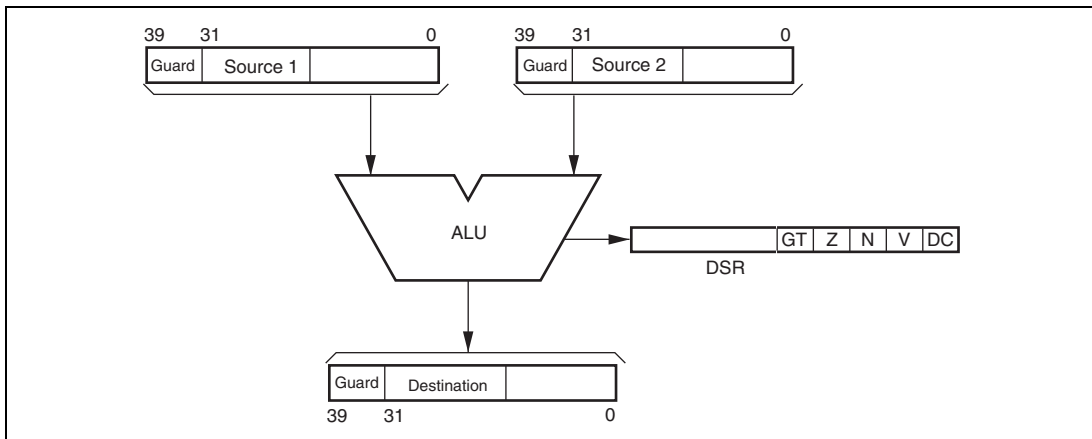 39 31 0 39 31 0
Guard Source 1 Guard Source 2
ALU
GT Z N V DC
DSR
Guard Destination
39 31 0